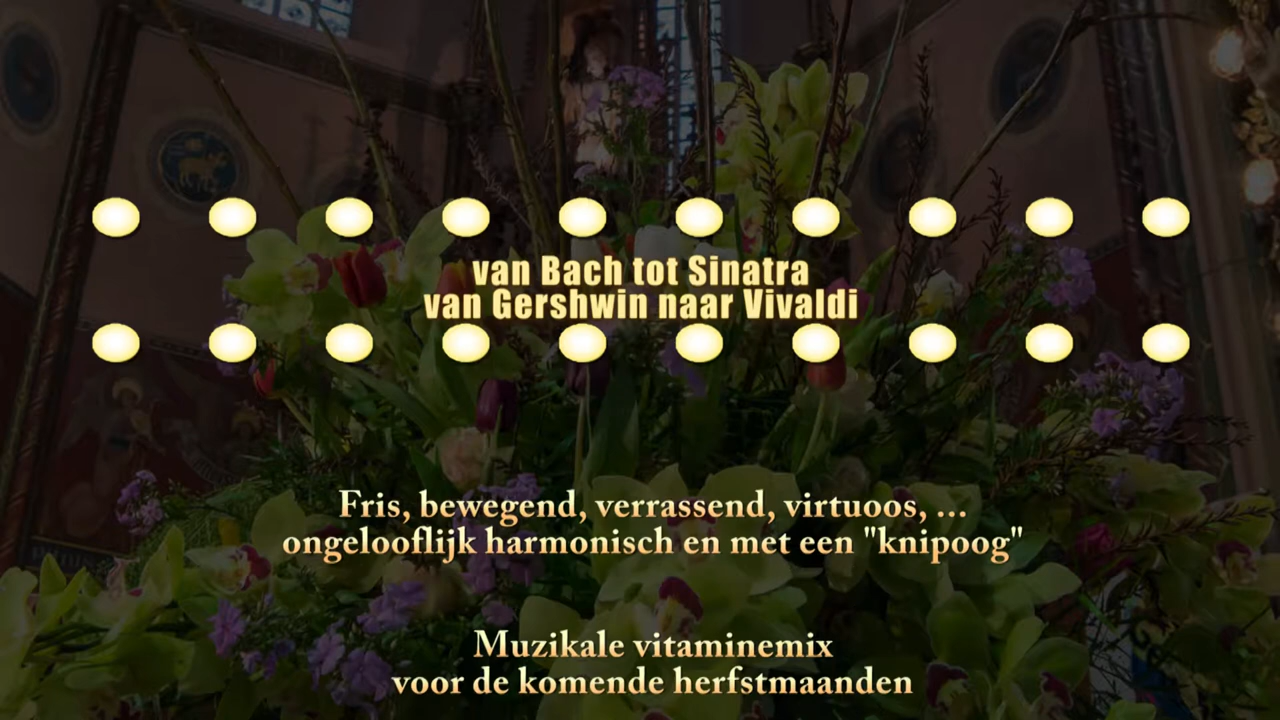 van Bach tot Sinatra
van Gershwin naar Vivaldi
Fris, bewegend, verrassend, virtuoos, ...
ongelooflijk harmonisch en met een "knipoog"
Muzikale vitaminemix
voor de komende herfstmaanden